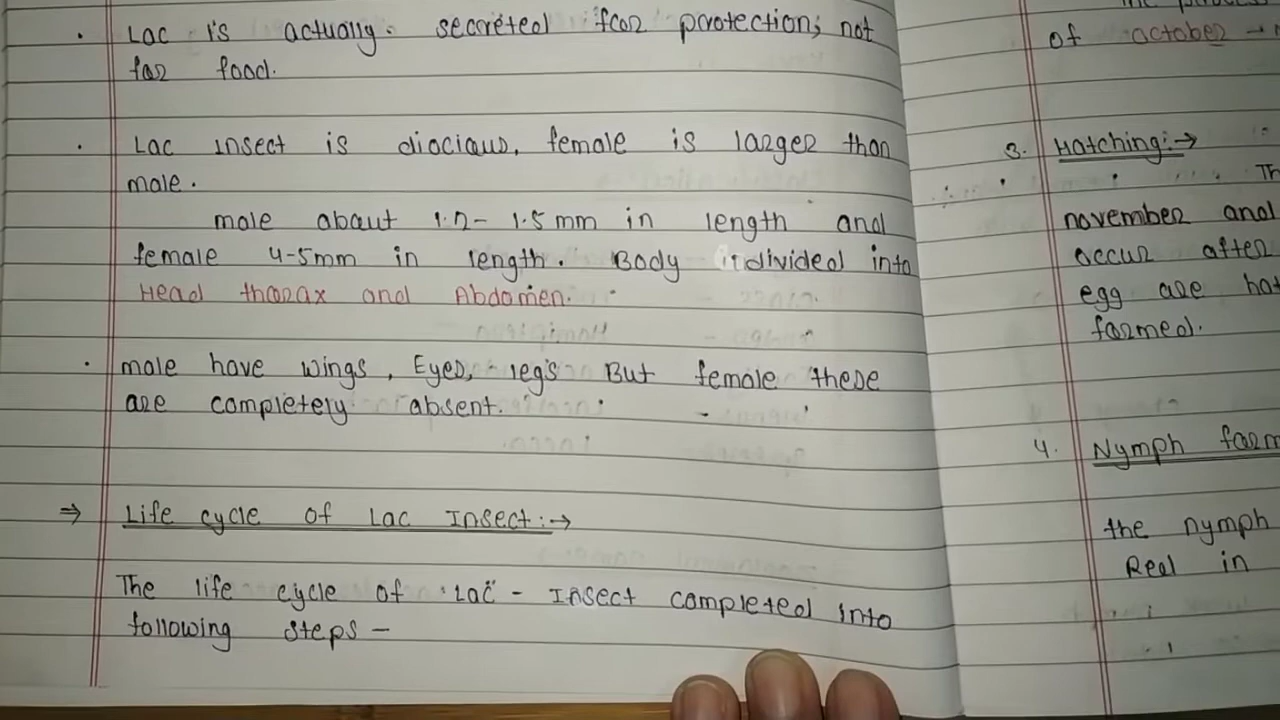 . Lac is actually. secreted for protection, not
for food.
. Lac insect is diocious, female is larger than
male.
male about 1.2- 1.5 mm in length and
female 4-5mm in length. Body individed into
Head thorax and Abdomen.
. male have wings, Eyes, legs But female these
are completely absent.
⇒ Life cycle of Lac Insect:→
The life cycle of Lac - Insect completed into
following steps -
of october →
3. Hatching:→
Th
november and
occur after
egg are hat
formed.
4. Nymph form
the nymph
Real in